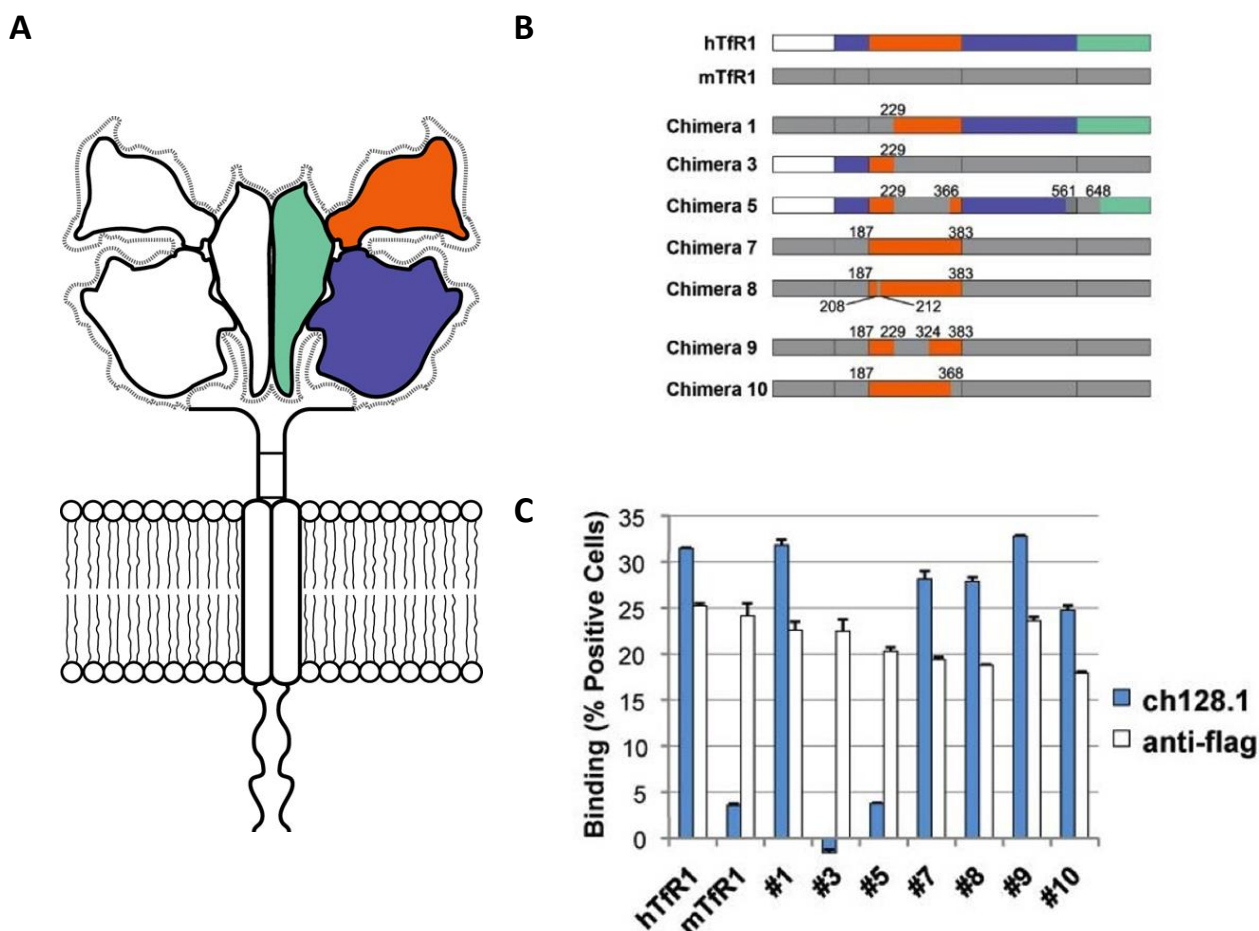 A
B
hTfR1
mTfR1
229
Chimera 1
229
Chimera 3
229 366 561 648
Chimera 5
187 383
Chimera 7
187 383
Chimera 8
208 212
187 229 324 383
Chimera 9
187 368
Chimera 10
C
Binding (% Positive Cells)
35
30
25
20
15
10
5
0
hTfR1 mTfR1 #1 #3 #5 #7 #8 #9 #10
ch128.1
anti-flag